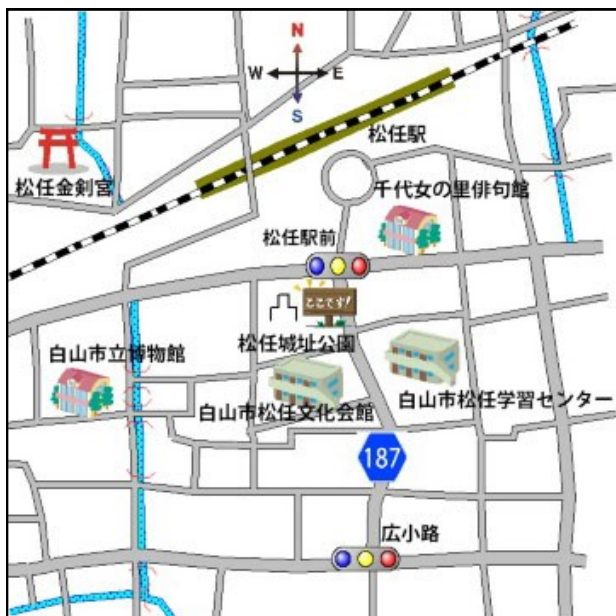 N
W E
S
松任駅
松任金剣宮
千代女の里俳句館
松任駅前
ここです!
松任城址公園
白山市立博物館
白山市松任文化会館
白山市松任学習センター
187
広小路